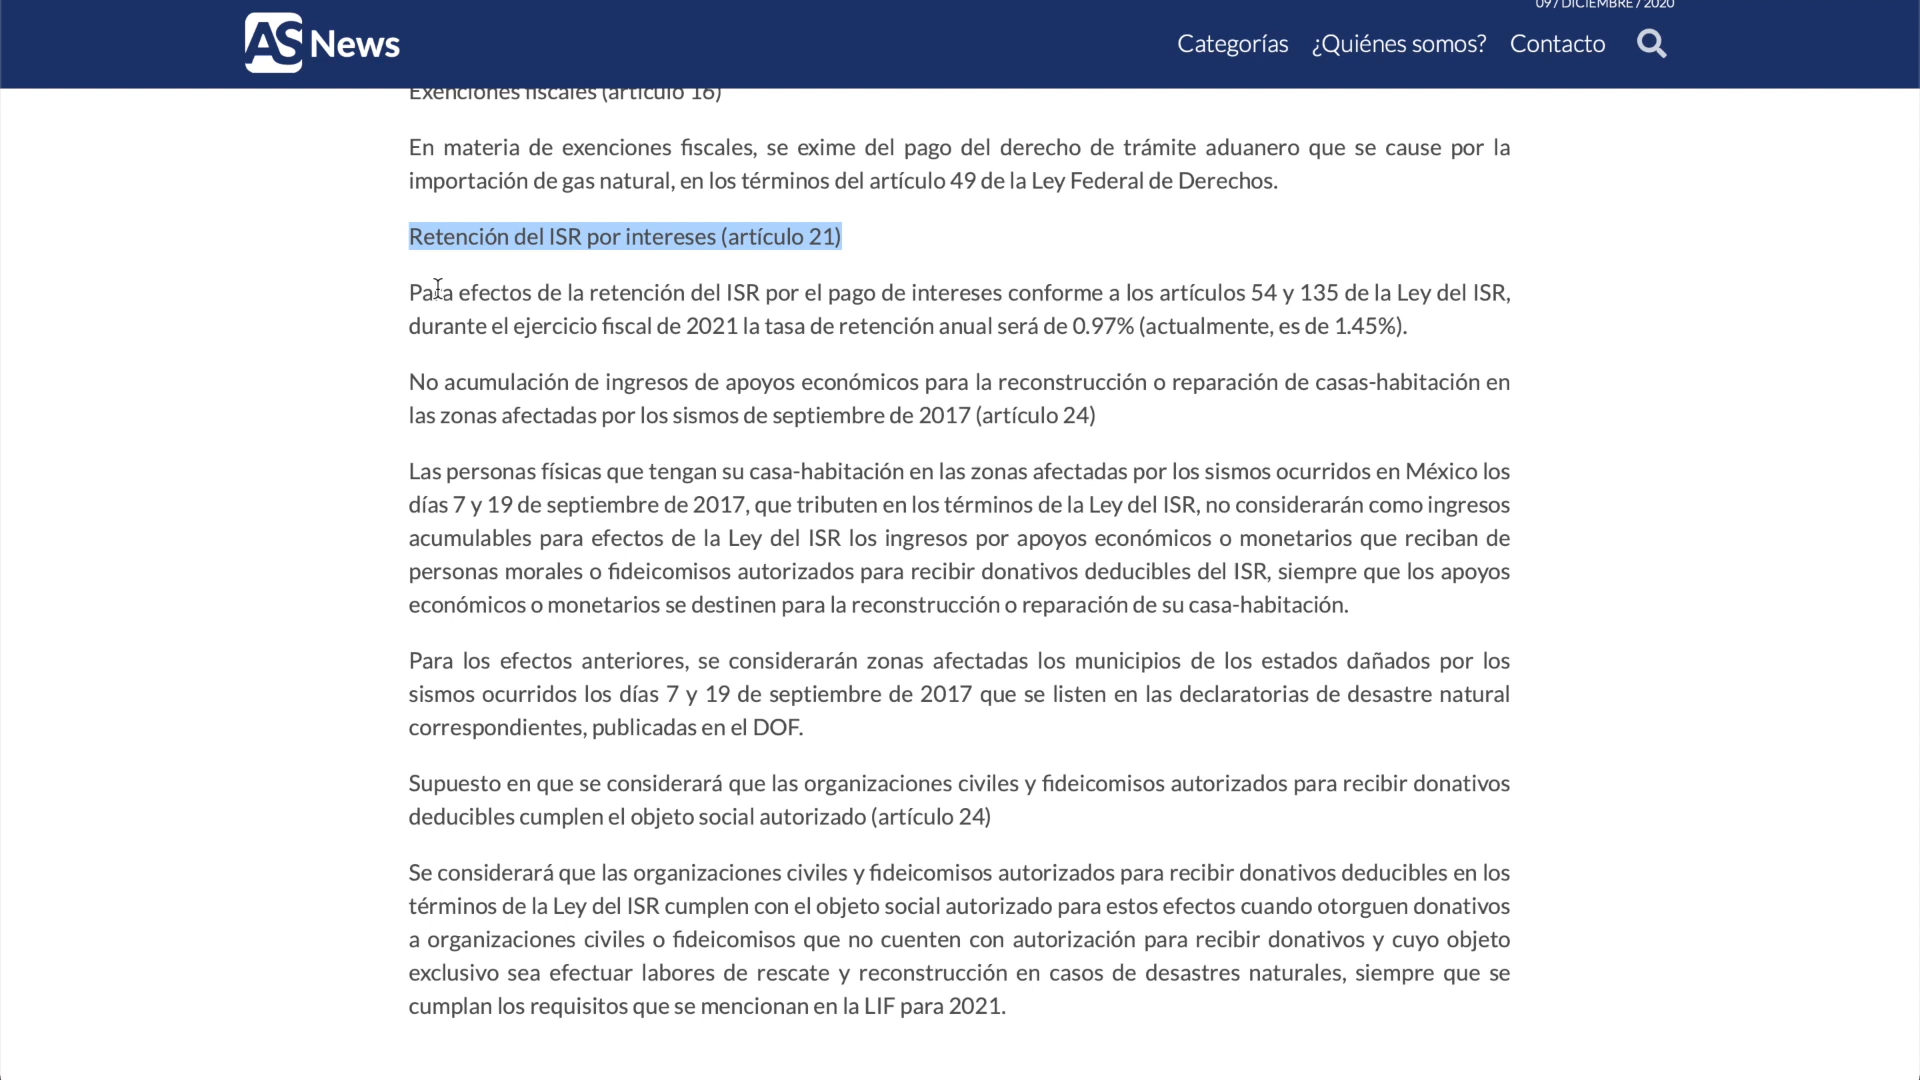 09 / DICIEMBRE / 2020
AS News
Categorías ¿Quiénes somos? Contacto
Exenciones fiscales (artículo 16)
En materia de exenciones fiscales, se exime del pago del derecho de trámite aduanero que se cause por la
importación de gas natural, en los términos del artículo 49 de la Ley Federal de Derechos.
Retención del ISR por intereses (artículo 21)
Para efectos de la retención del ISR por el pago de intereses conforme a los artículos 54 y 135 de la Ley del ISR,
durante el ejercicio fiscal de 2021 la tasa de retención anual será de 0.97% (actualmente, es de 1.45%).
No acumulación de ingresos de apoyos económicos para la reconstrucción o reparación de casas-habitación en
las zonas afectadas por los sismos de septiembre de 2017 (artículo 24)
Las personas físicas que tengan su casa-habitación en las zonas afectadas por los sismos ocurridos en México los
días 7 y 19 de septiembre de 2017, que tributen en los términos de la Ley del ISR, no considerarán como ingresos
acumulables para efectos de la Ley del ISR los ingresos por apoyos económicos o monetarios que reciban de
personas morales o fideicomisos autorizados para recibir donativos deducibles del ISR, siempre que los apoyos
económicos o monetarios se destinen para la reconstrucción o reparación de su casa-habitación.
Para los efectos anteriores, se considerarán zonas afectadas los municipios de los estados dañados por los
sismos ocurridos los días 7 y 19 de septiembre de 2017 que se listen en las declaratorias de desastre natural
correspondientes, publicadas en el DOF.
Supuesto en que se considerará que las organizaciones civiles y fideicomisos autorizados para recibir donativos
deducibles cumplen el objeto social autorizado (artículo 24)
Se considerará que las organizaciones civiles y fideicomisos autorizados para recibir donativos deducibles en los
términos de la Ley del ISR cumplen con el objeto social autorizado para estos efectos cuando otorguen donativos
a organizaciones civiles o fideicomisos que no cuenten con autorización para recibir donativos y cuyo objeto
exclusivo sea efectuar labores de rescate y reconstrucción en casos de desastres naturales, siempre que se
cumplan los requisitos que se mencionan en la LIF para 2021.